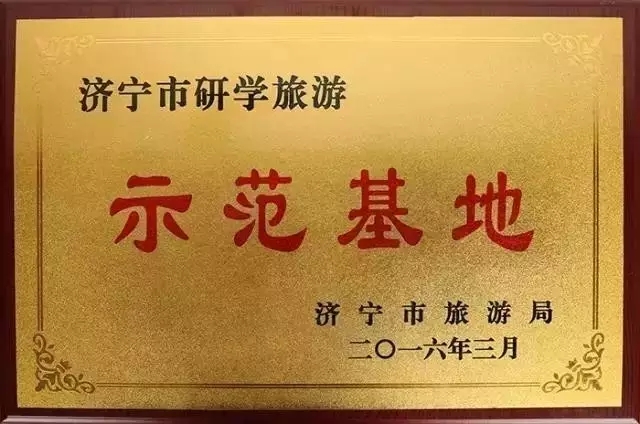 济宁市研学旅游
示范基地
济宁市旅游局
二〇一六年三月